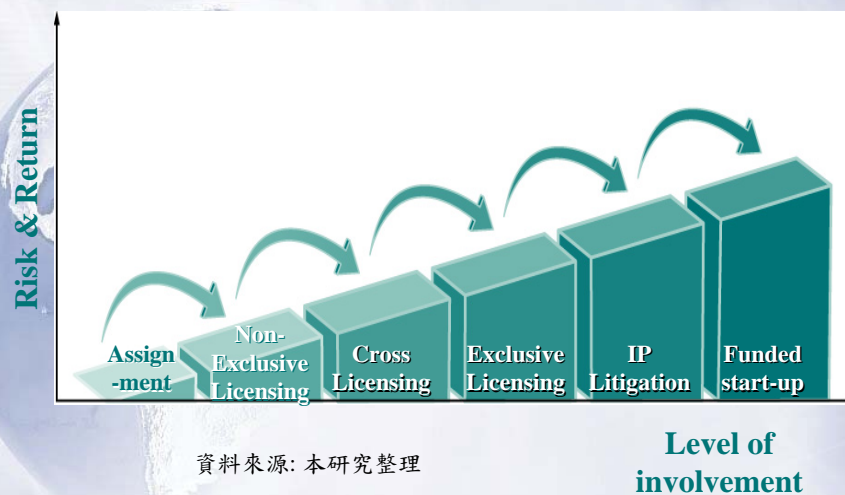 Risk & Return
Assign
-ment
Non-
Exclusive
Licensing
Cross
Licensing
Exclusive
Licensing
IP
Litigation
Funded
start-up
資料來源: 本研究整理
Level of
involvement